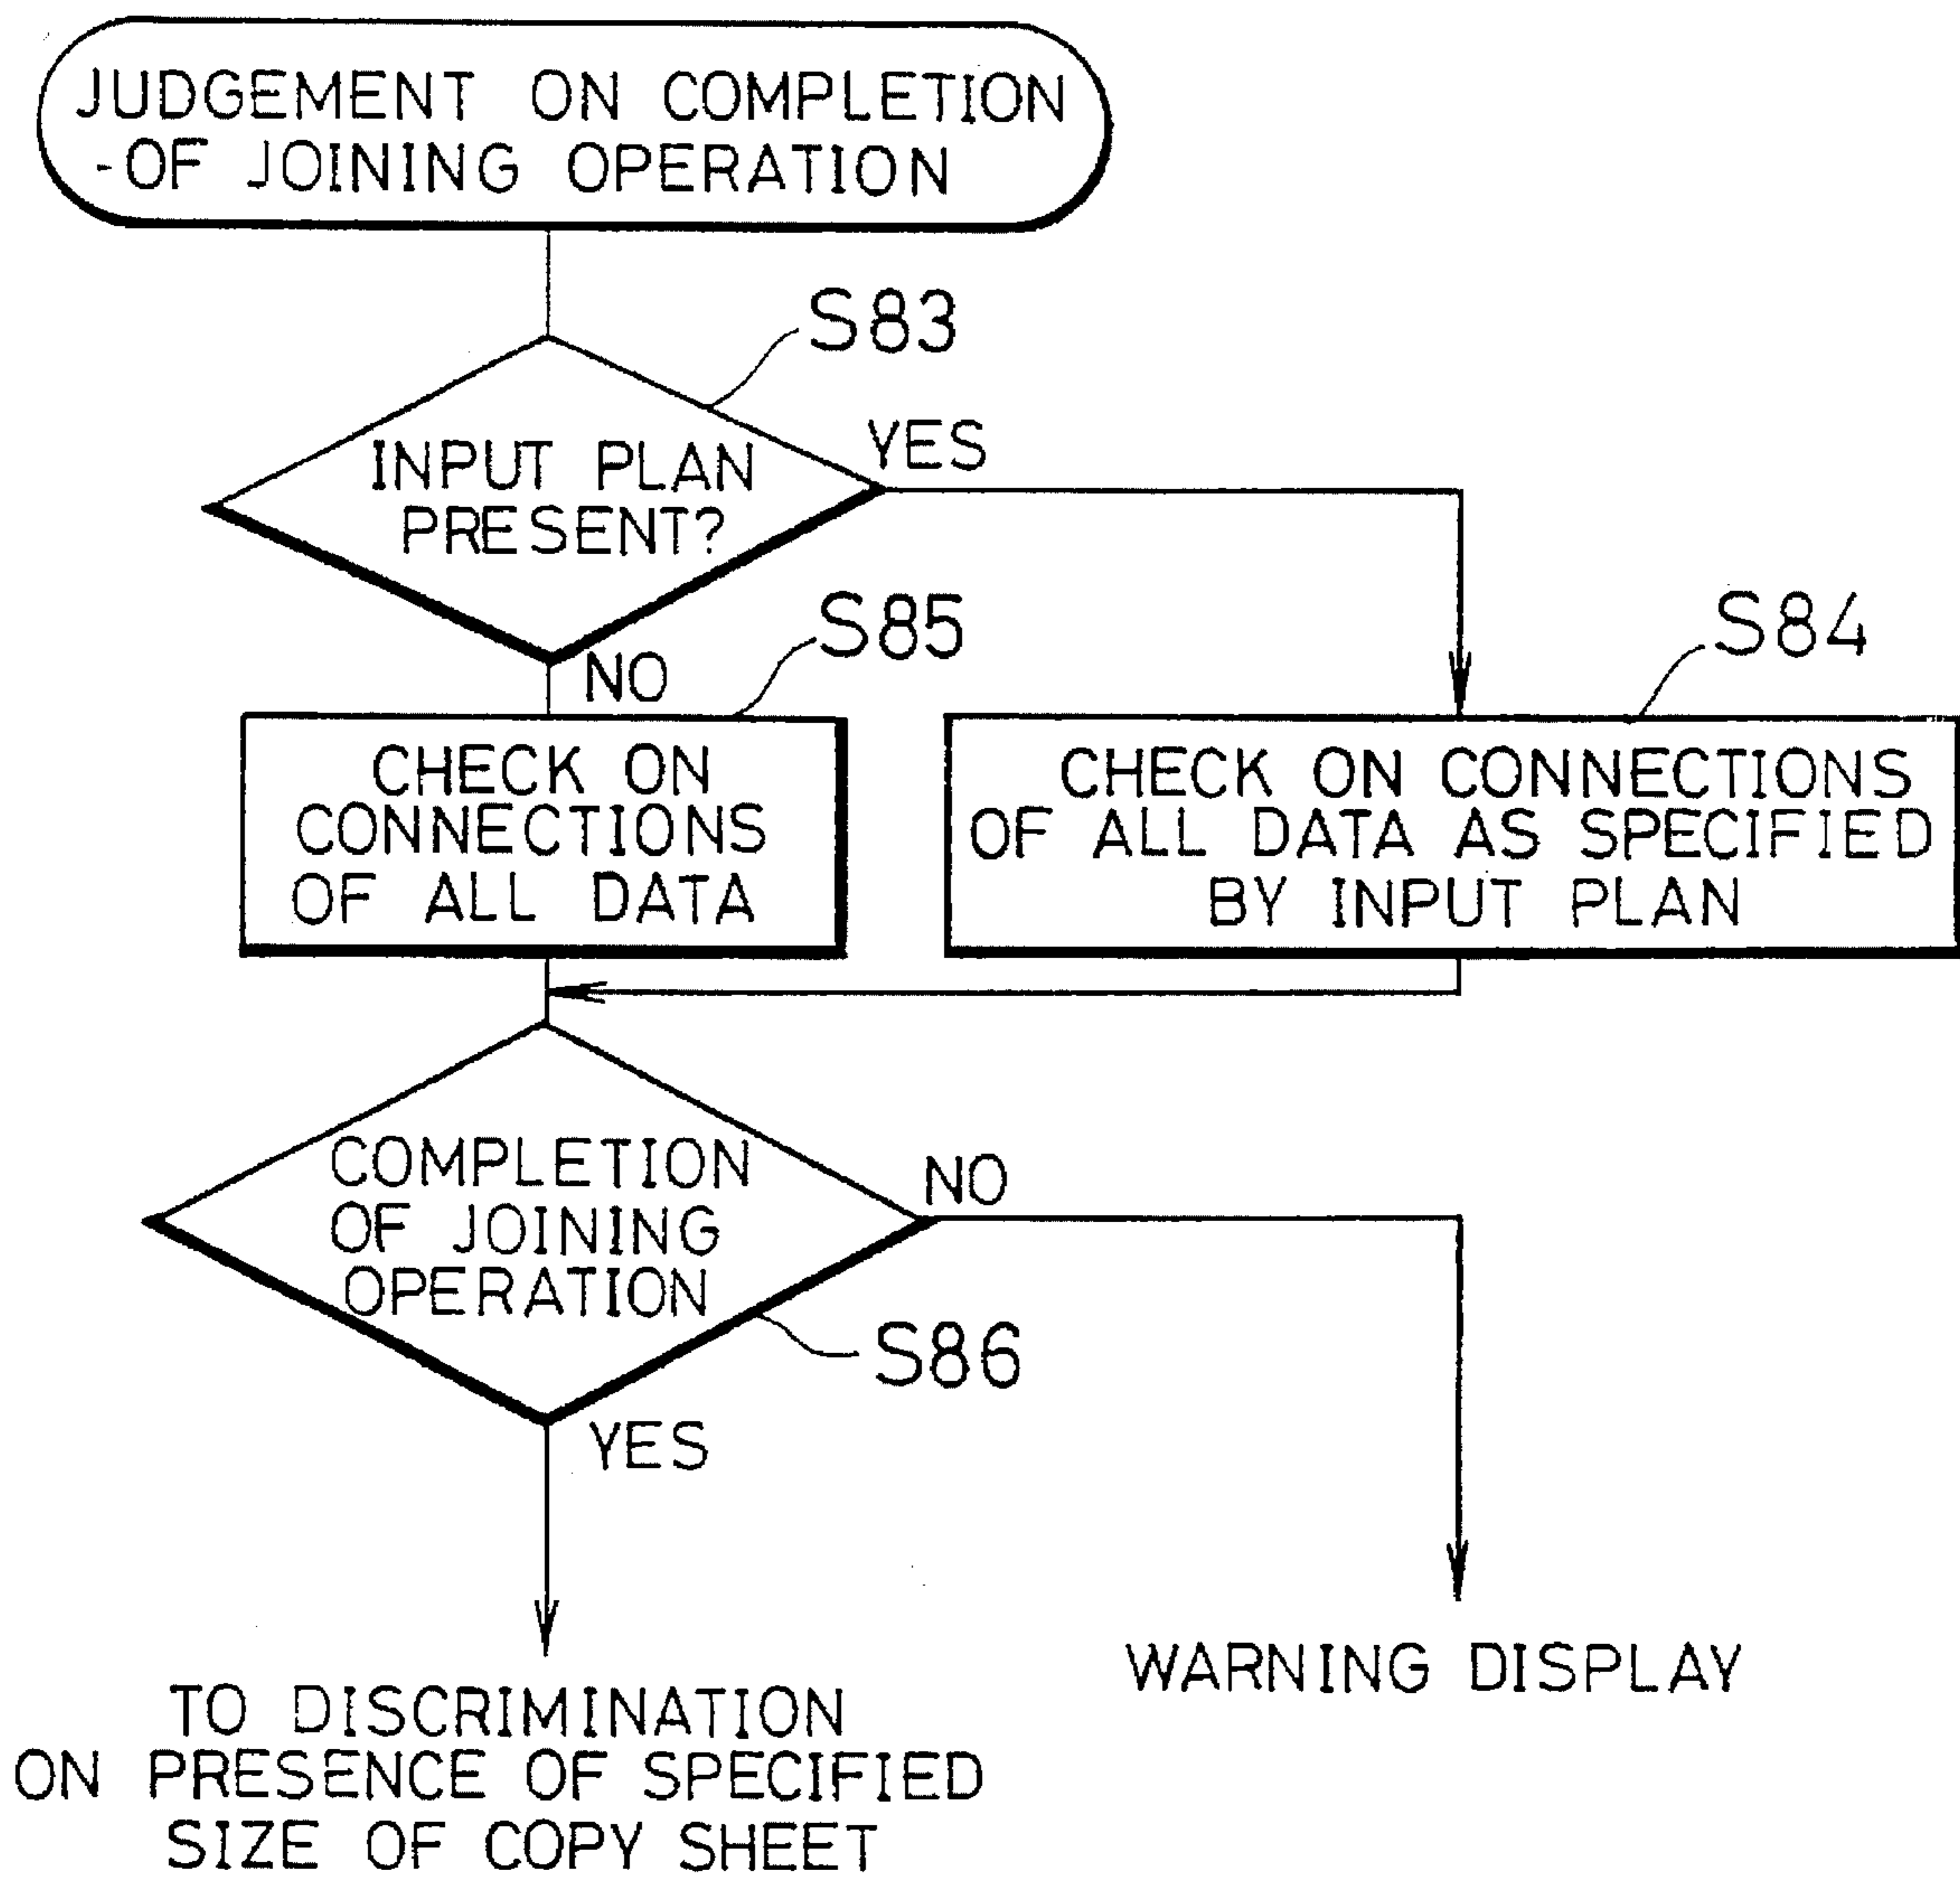 JUDGEMENT ON COMPLETION
-OF JOINING OPERATION
S83
YES
INPUT PLAN
PRESENT?
NO
S85
S84
CHECK ON
CONNECTIONS
OF ALL DATA
CHECK ON CONNECTIONS
OF ALL DATA AS SPECIFIED
BY INPUT PLAN
COMPLETION
OF JOINING
OPERATION
NO
S86
YES
WARNING DISPLAY
TO DISCRIMINATION
ON PRESENCE OF SPECIFIED
SIZE OF COPY SHEET